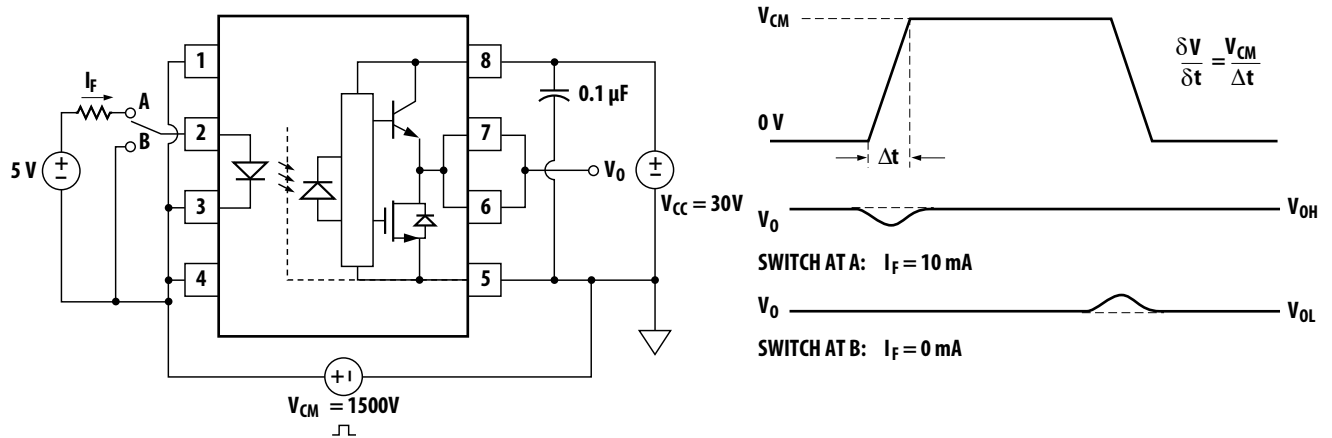 I_F
A
B
5 V
+
−
1
2
3
4
8
7
6
5
0.1 µF
V_O
+
−
V_CC = 30V
+ −
V_CM = 1500V
V_CM
0 V
Δt
δV/δt = V_CM/Δt
V_O
V_OH
SWITCH AT A: I_F = 10 mA
V_O
V_OL
SWITCH AT B: I_F = 0 mA